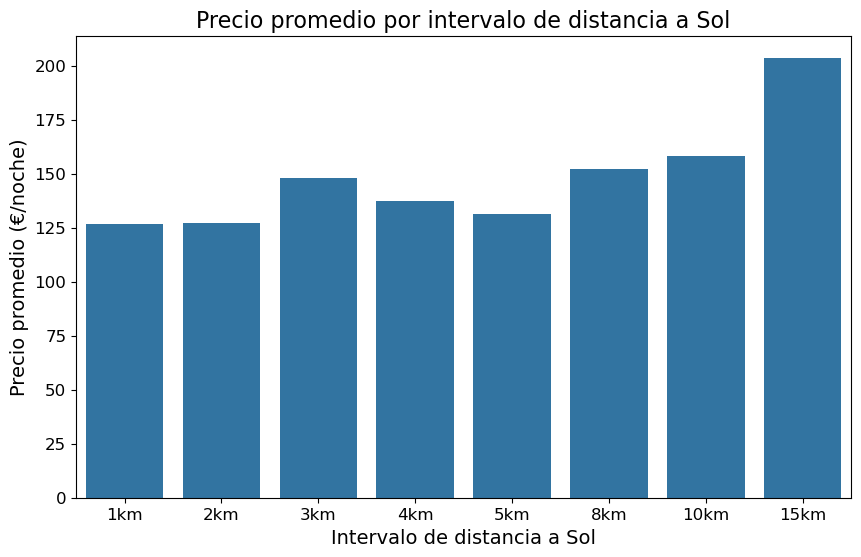 Precio promedio por intervalo de distancia a Sol
Precio promedio (€/noche)
200
175
150
125
100
75
50
25
0
1km 2km 3km 4km 5km 8km 10km 15km
Intervalo de distancia a Sol